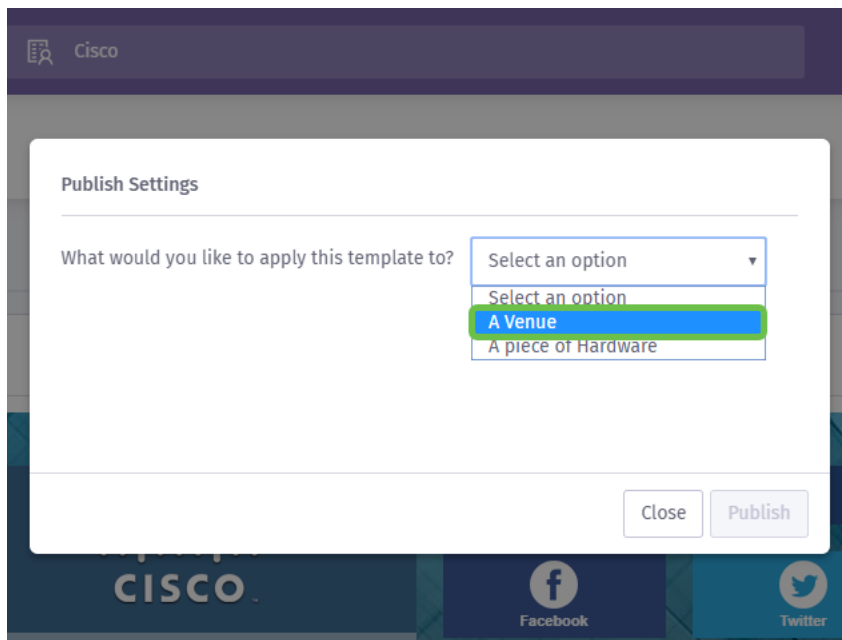 Cisco
Publish Settings
What would you like to apply this template to?
Select an option
Select an option
A Venue
A piece of Hardware
Close
Publish
CISCO
Facebook
Twitter